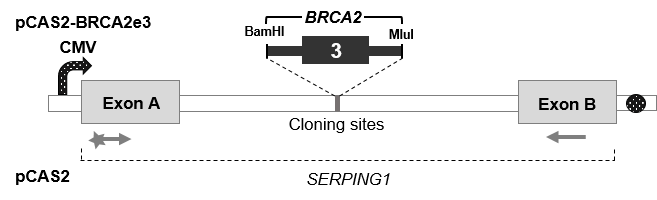 pCAS2-BRCA2e3
BRCA2
BamHI
MluI
CMV
3
Exon A
Exon B
Cloning sites
pCAS2
SERPING1